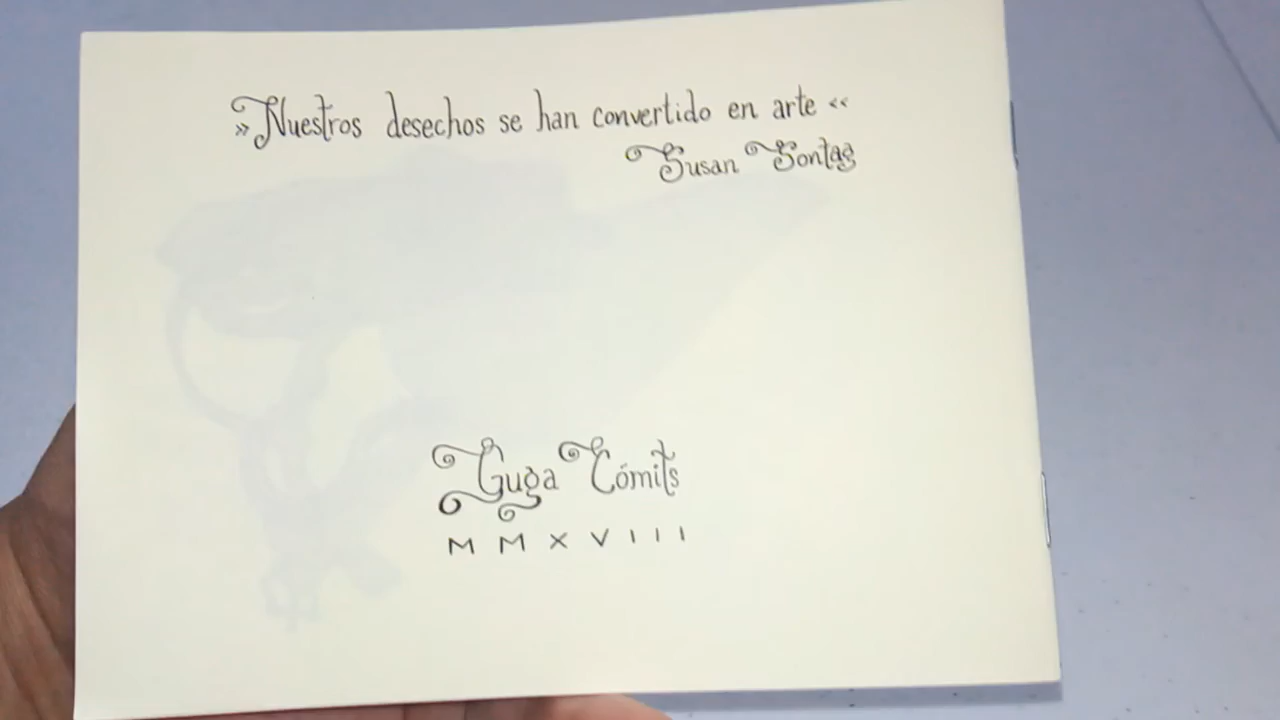 »Nuestros desechos se han convertido en arte«
Susan Sontag
Guga Cómits
MMXVIII